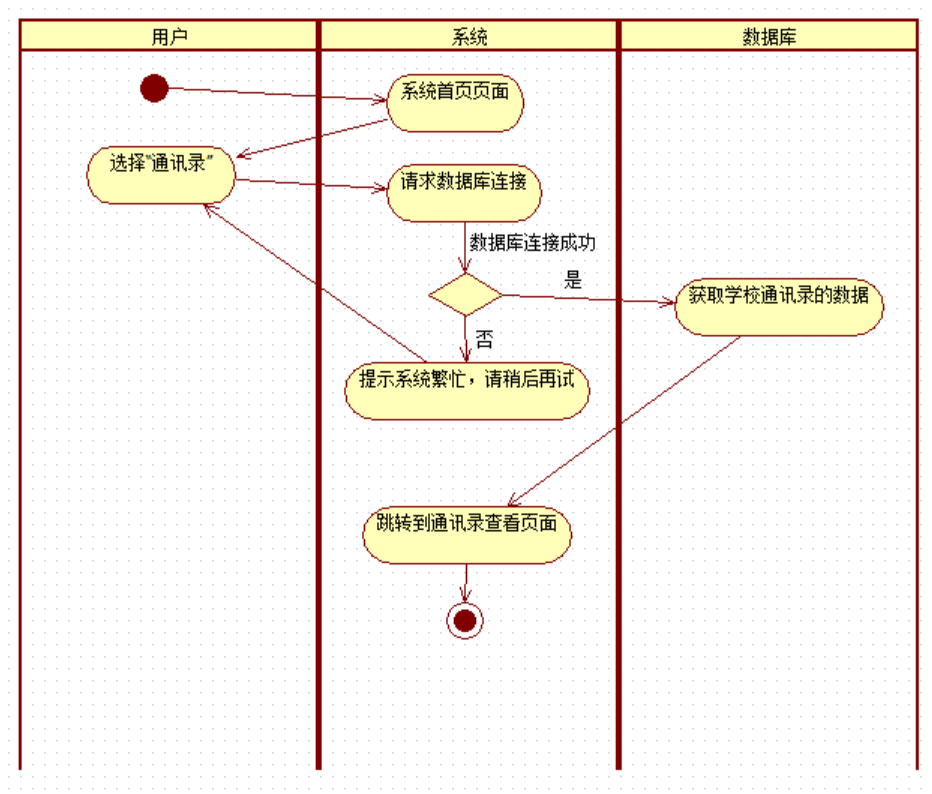 用户
系统
数据库
系统首页页面
选择“通讯录”
请求数据库连接
数据库连接成功
是
获取学校通讯录的数据
否
提示系统繁忙，请稍后再试
跳转到通讯录查看页面